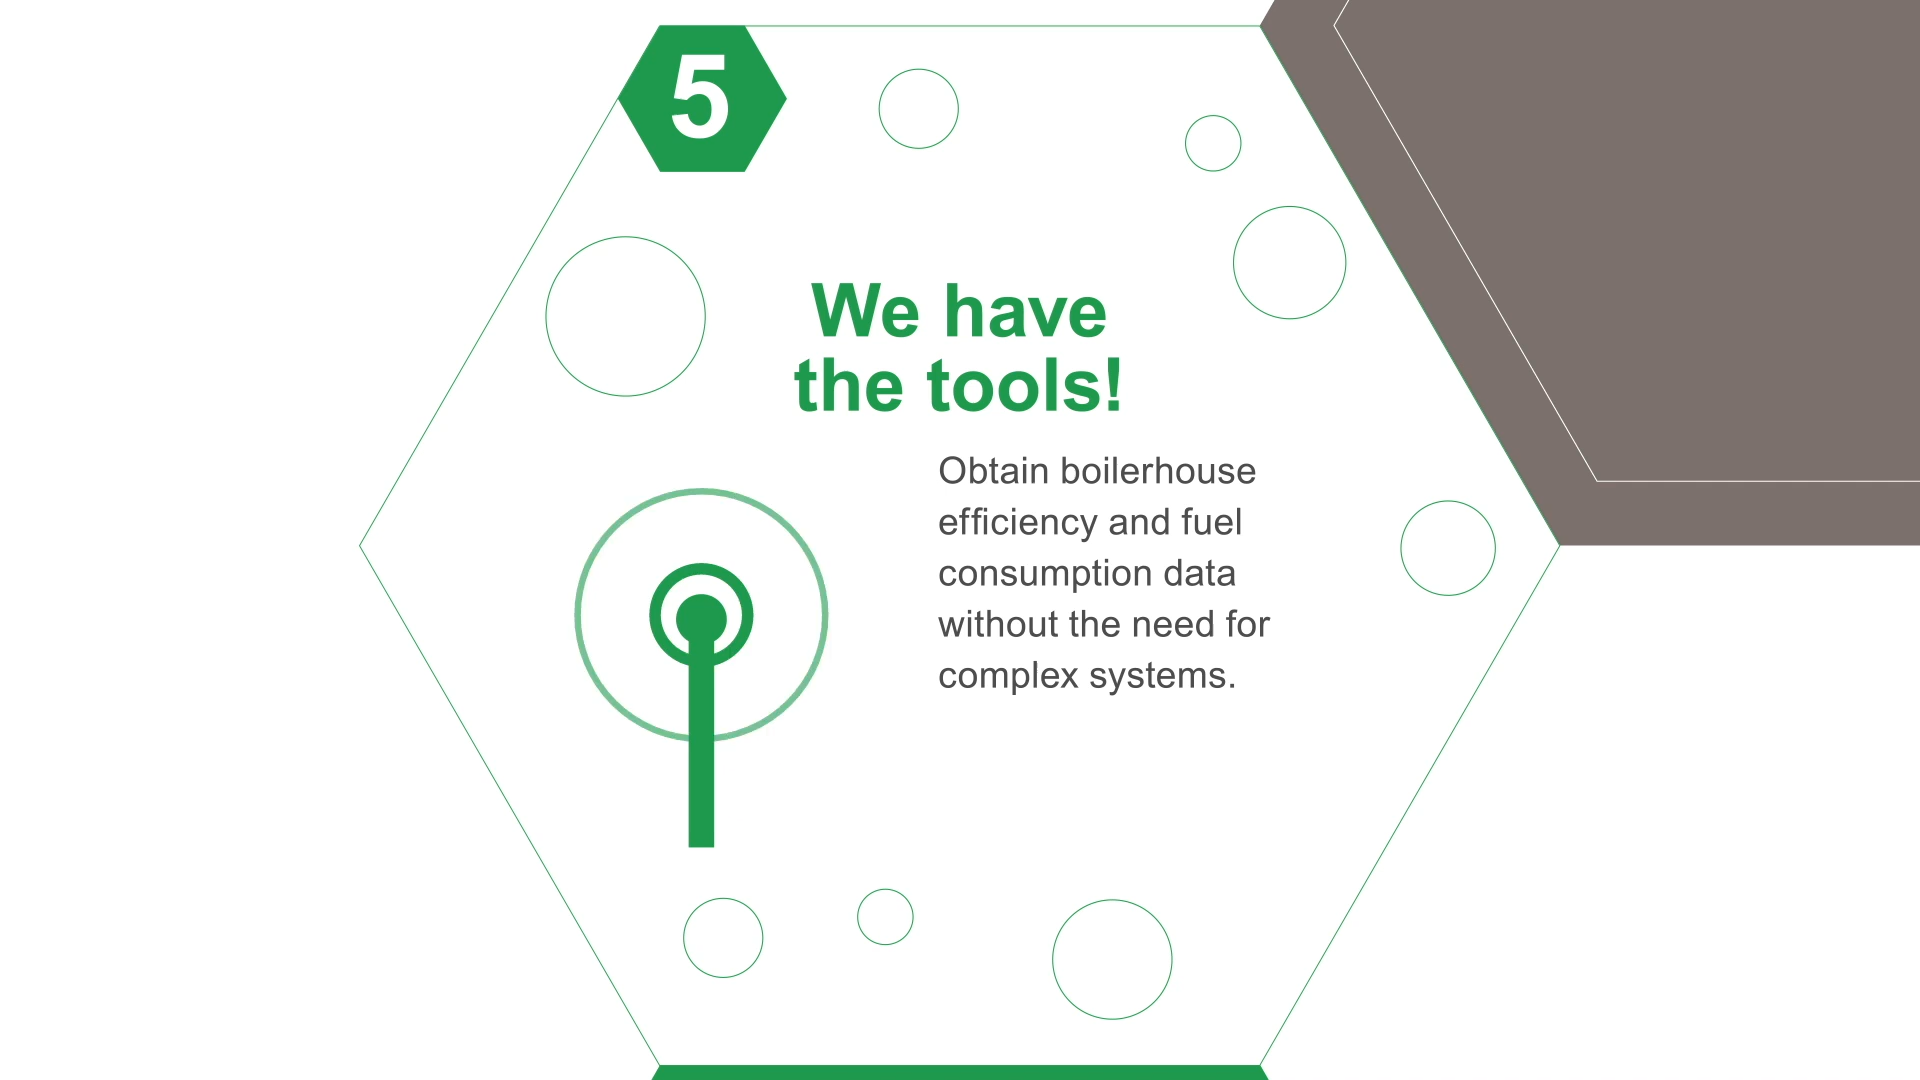 5
We have
the tools!
Obtain boilerhouse
efficiency and fuel
consumption data
without the need for
complex systems.